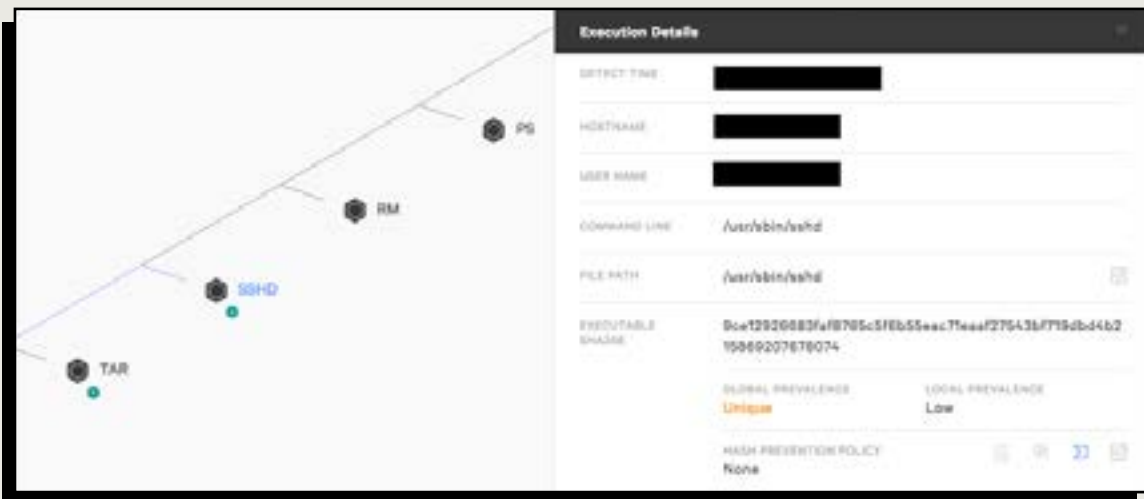 Execution Details
DETECT TIME
PS
HOSTNAME
USER NAME
RM
COMMAND LINE
/usr/sbin/sshd
SSHD
FILE PATH
/usr/sbin/sshd
EXECUTABLE
SHA256
TAR
GLOBAL PREVALENCE
Unique
LOCAL PREVALENCE
Low
HASH PREVENTION POLICY
None